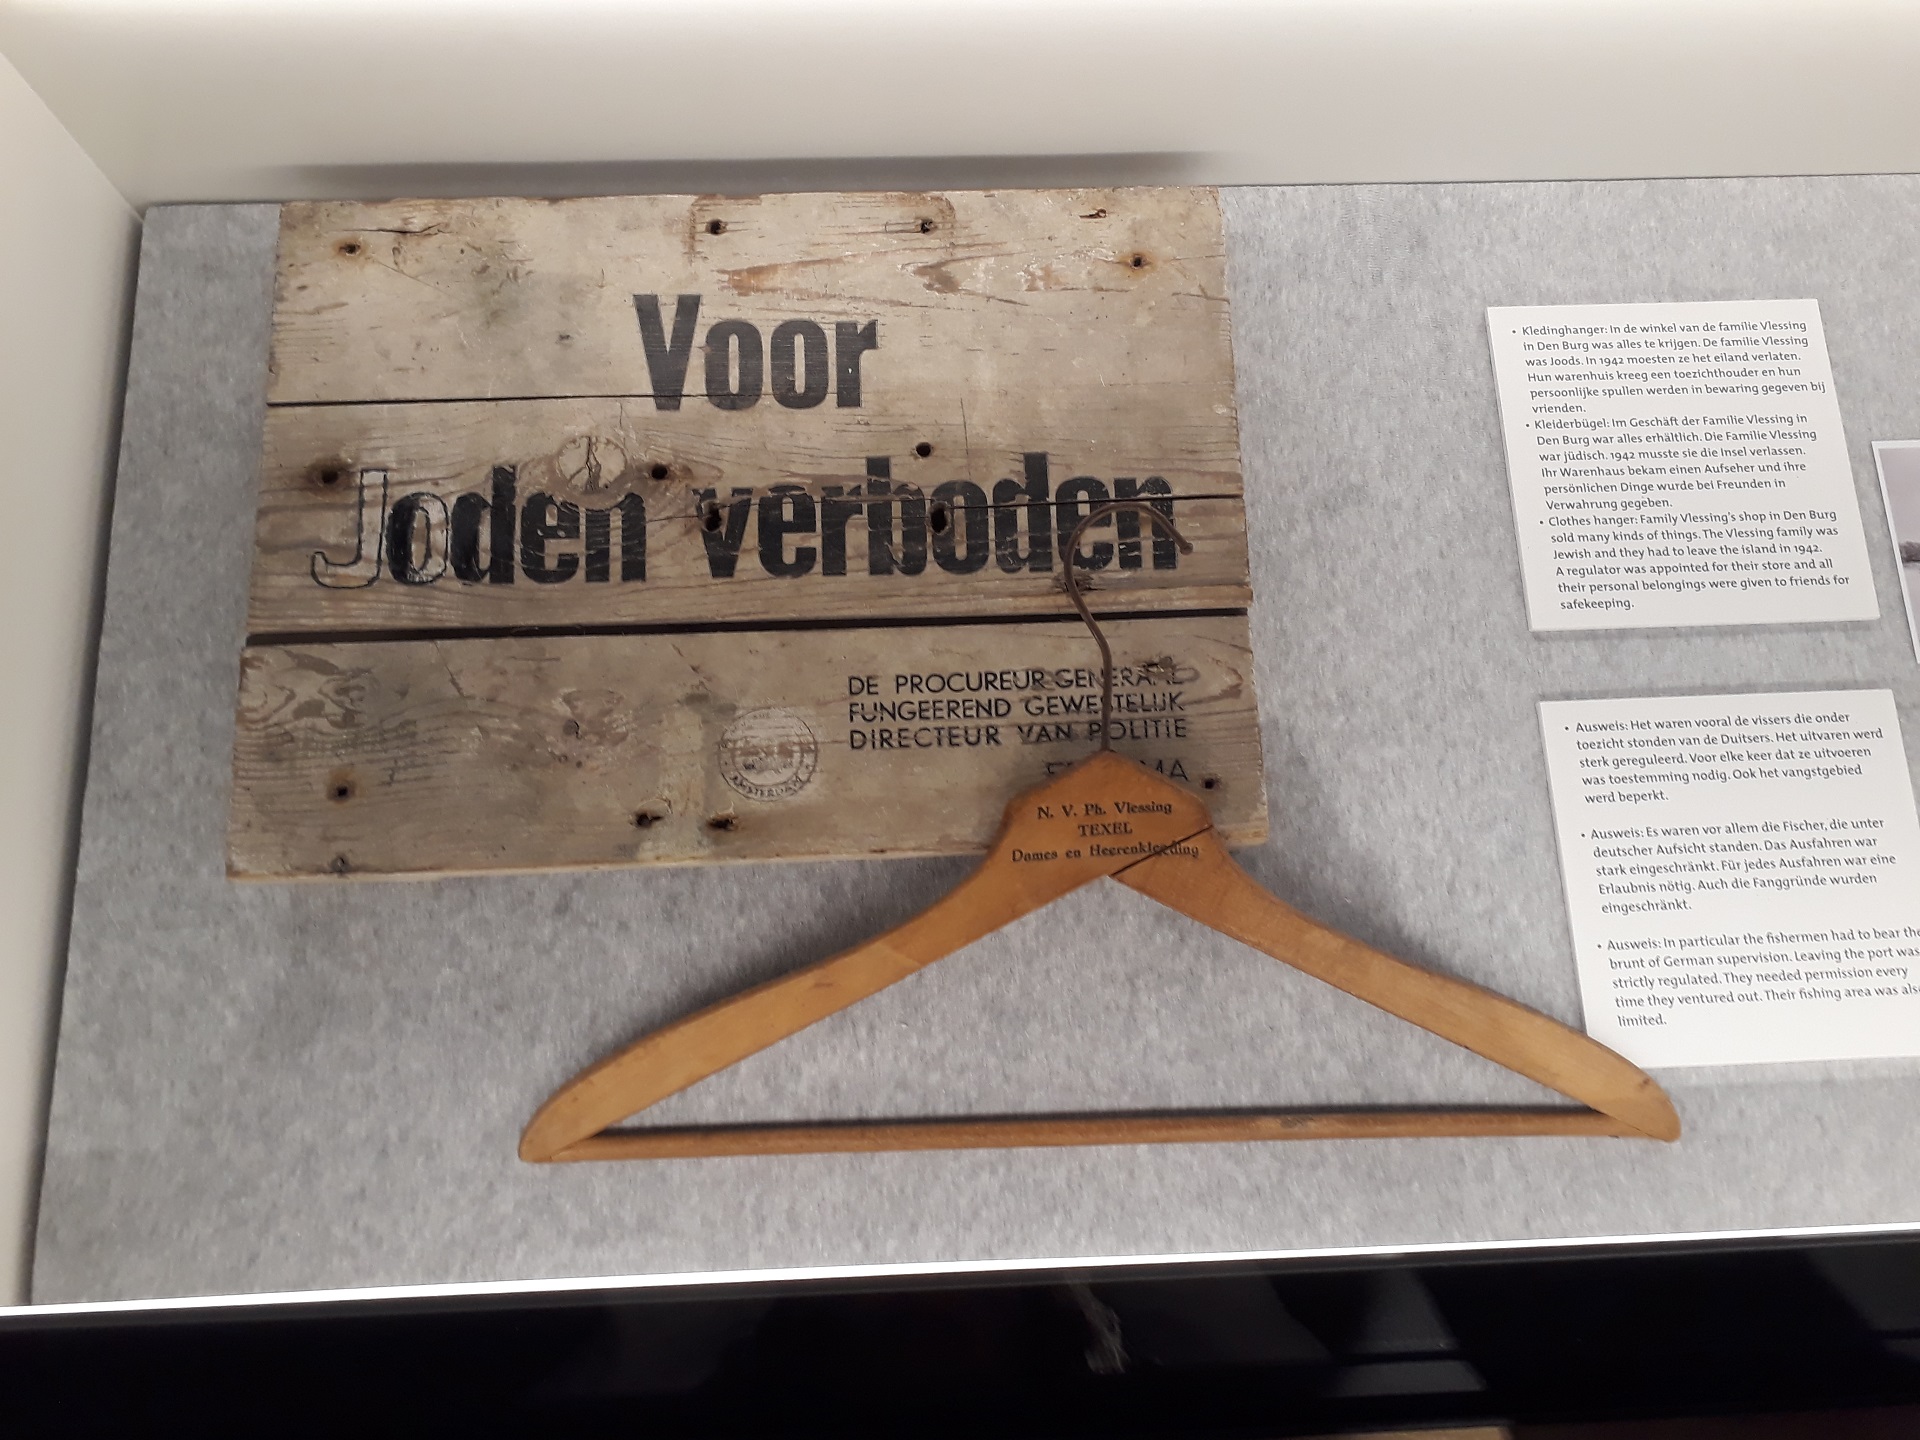 Voor
Joden verboden
DE PROCUREUR GENERAAL
FUNGEEREND GEWESTELIJK
DIRECTEUR VAN POLITIE
AMSTERDAM
N. V. Ph. Vlessing
TEXEL
Dames en Heerenkleeding
• Kledinghanger: In de winkel van de familie Vlessing
in Den Burg was alles te krijgen. De familie Vlessing
was Joods. In 1942 moesten ze het eiland verlaten.
Hun warenhuis kreeg een toezichthouder en hun
persoonlijke spullen werden in bewaring gegeven bij
vrienden.
• Kleiderbügel: Im Geschäft der Familie Vlessing in
Den Burg war alles erhältlich. Die Familie Vlessing
war jüdisch. 1942 musste sie die Insel verlassen.
Ihr Warenhaus bekam einen Aufseher und ihre
persönlichen Dinge wurde bei Freunden in
Verwahrung gegeben.
• Clothes hanger: Family Vlessing's shop in Den Burg
sold many kinds of things. The Vlessing family was
Jewish and they had to leave the island in 1942.
A regulator was appointed for their store and all
their personal belongings were given to friends for
safekeeping.
• Ausweis: Het waren vooral de vissers die onder
toezicht stonden van de Duitsers. Het uitvaren werd
sterk gereguleerd. Voor elke keer dat ze uitvoeren
was toestemming nodig. Ook het vangstgebied
werd beperkt.
• Ausweis: Es waren vor allem die Fischer, die unter
deutscher Aufsicht standen. Das Ausfahren war
stark eingeschränkt. Für jedes Ausfahren war eine
Erlaubnis nötig. Auch die Fanggründe wurden
eingeschränkt.
• Ausweis: In particular the fishermen had to bear the
brunt of German supervision. Leaving the port was
strictly regulated. They needed permission every
time they ventured out. Their fishing area was also
limited.